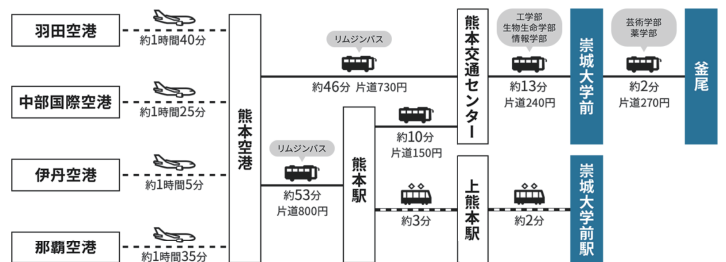 羽田空港
約1時間40分
中部国際空港
約1時間25分
伊丹空港
約1時間5分
那覇空港
約1時間35分
熊本空港
リムジンバス
約46分 片道730円
リムジンバス
約53分
片道800円
熊本駅
約10分
片道150円
約3分
熊本交通センター
上熊本駅
工学部
生物生命学部
情報学部
約13分
片道240円
約2分
崇城大学前
崇城大学前駅
芸術学部
薬学部
約2分
片道270円
釜尾